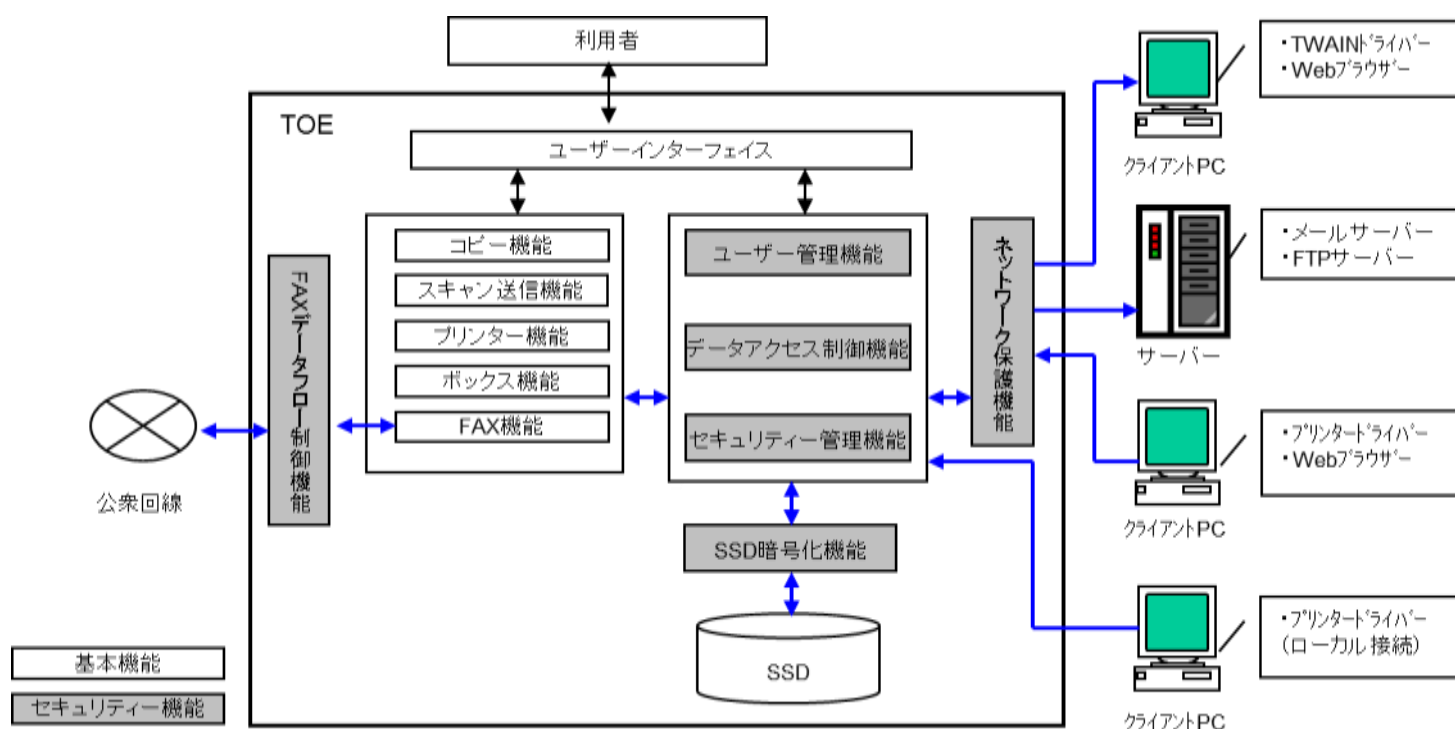 利用者
TOE
ユーザーインターフェイス
コピー機能
スキャン送信機能
プリンター機能
ボックス機能
FAX機能
ユーザー管理機能
データアクセス制御機能
セキュリティー管理機能
FAXデータフロー制御機能
ネットワーク保護機能
SSD暗号化機能
SSD
公衆回線
基本機能
セキュリティー機能
・TWAINドライバー
・Webブラウザー
クライアントPC
・メールサーバー
・FTPサーバー
サーバー
・プリンタードライバー
・Webブラウザー
クライアントPC
・プリンタードライバー
(ローカル接続)
クライアントPC